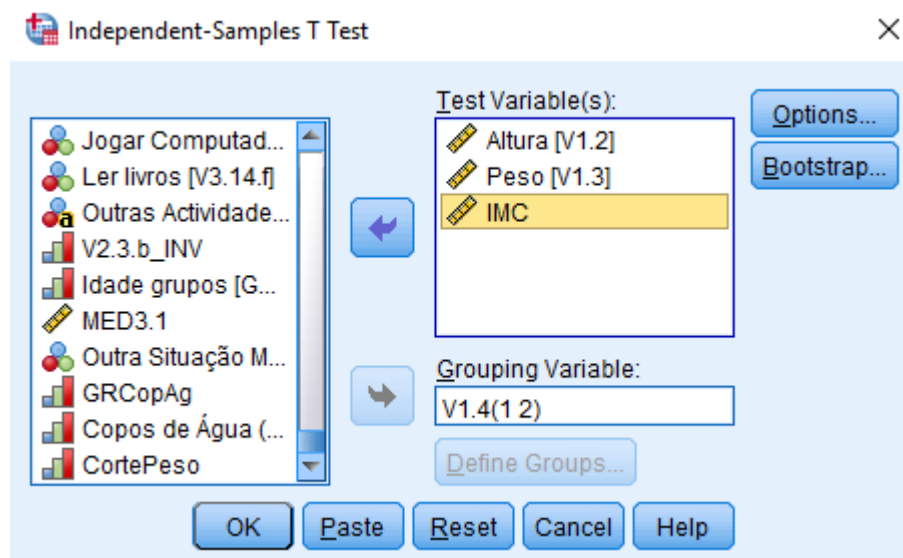 Independent-Samples T Test
Jogar Computad...
Ler livros [V3.14.f]
Outras Actividade...
V2.3.b_INV
Idade grupos [G...
MED3.1
Outra Situação M...
GRCopAg
Copos de Água (...
CortePeso
Test Variable(s):
Altura [V1.2]
Peso [V1.3]
IMC
Grouping Variable:
V1.4(1 2)
Define Groups...
Options...
Bootstrap...
OK Paste Reset Cancel Help